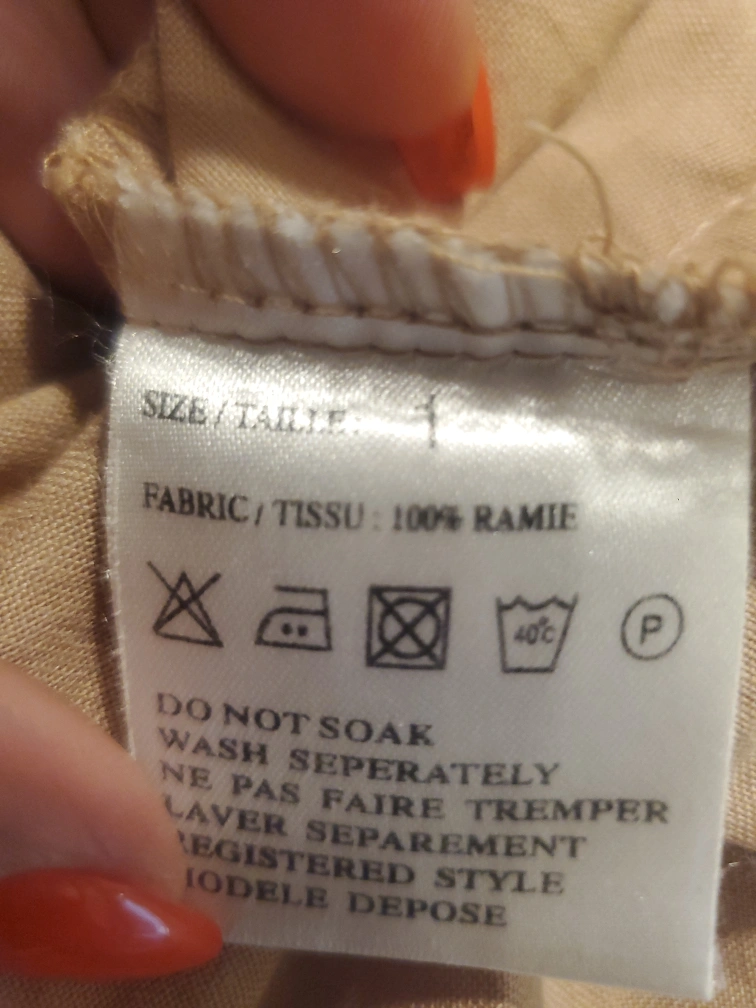 SIZE / TAILLE: 1
FABRIC / TISSU : 100% RAMIE
40°C P
DO NOT SOAK
WASH SEPERATELY
NE PAS FAIRE TREMPER
LAVER SEPAREMENT
REGISTERED STYLE
MODELE DEPOSE